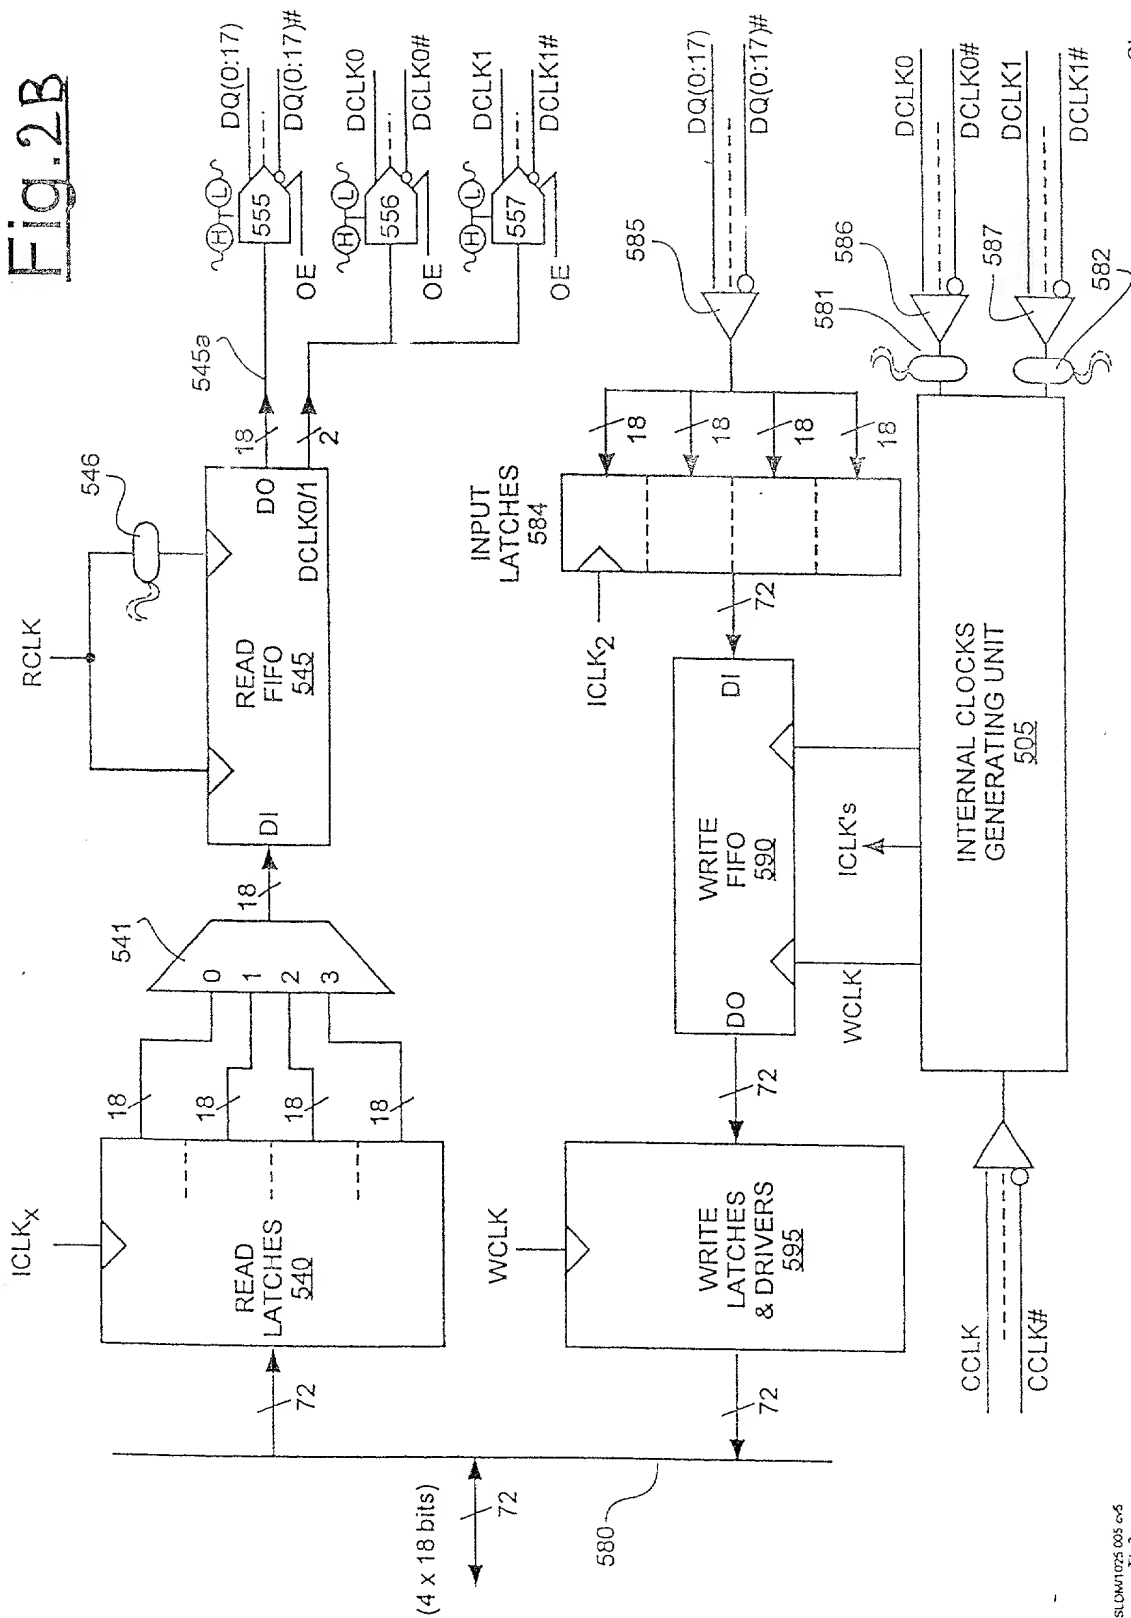 Fig. 2B
RCLK
ICLKX
READ
LATCHES
540
18
18
18
18
0
1
2
3
541
18
DI
READ
FIFO
545
DO
DCLK0/1
546
18
2
545a
H
L
555
OE
DQ(0:17)
DQ(0:17)#
H
L
556
OE
DCLK0
DCLK0#
H
L
557
OE
DCLK1
DCLK1#
72
(4 x 18 bits)
72
580
72
WCLK
WRITE
LATCHES
& DRIVERS
595
72
DO
WRITE
FIFO
590
DI
72
WCLK
ICLK's
ICLK2
INPUT
LATCHES
584
18
18
18
18
585
DQ(0:17)
DQ(0:17)#
CCLK
CCLK#
INTERNAL CLOCKS
GENERATING UNIT
505
581
586
587
582
DCLK0
DCLK0#
DCLK1
DCLK1#